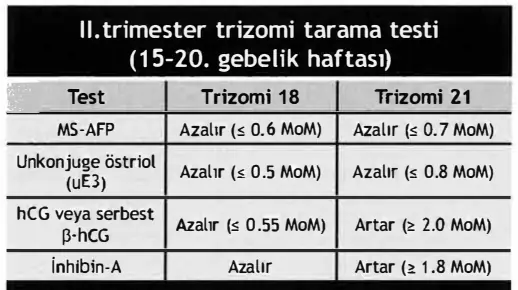 II.trimester trizomi tarama testi
(15-20. gebelik haftası)
Test Trizomi 18 Trizomi 21
MS-AFP Azalır (≤ 0.6 MoM) Azalır (≤ 0.7 MoM)
Unkonjuge östriol
(uE3) Azalır (≤ 0.5 MoM) Azalır (≤ 0.8 MoM)
hCG veya serbest
β-hCG Azalır (≤ 0.55 MoM) Artar (≥ 2.0 MoM)
İnhibin-A Azalır Artar (≥ 1.8 MoM)